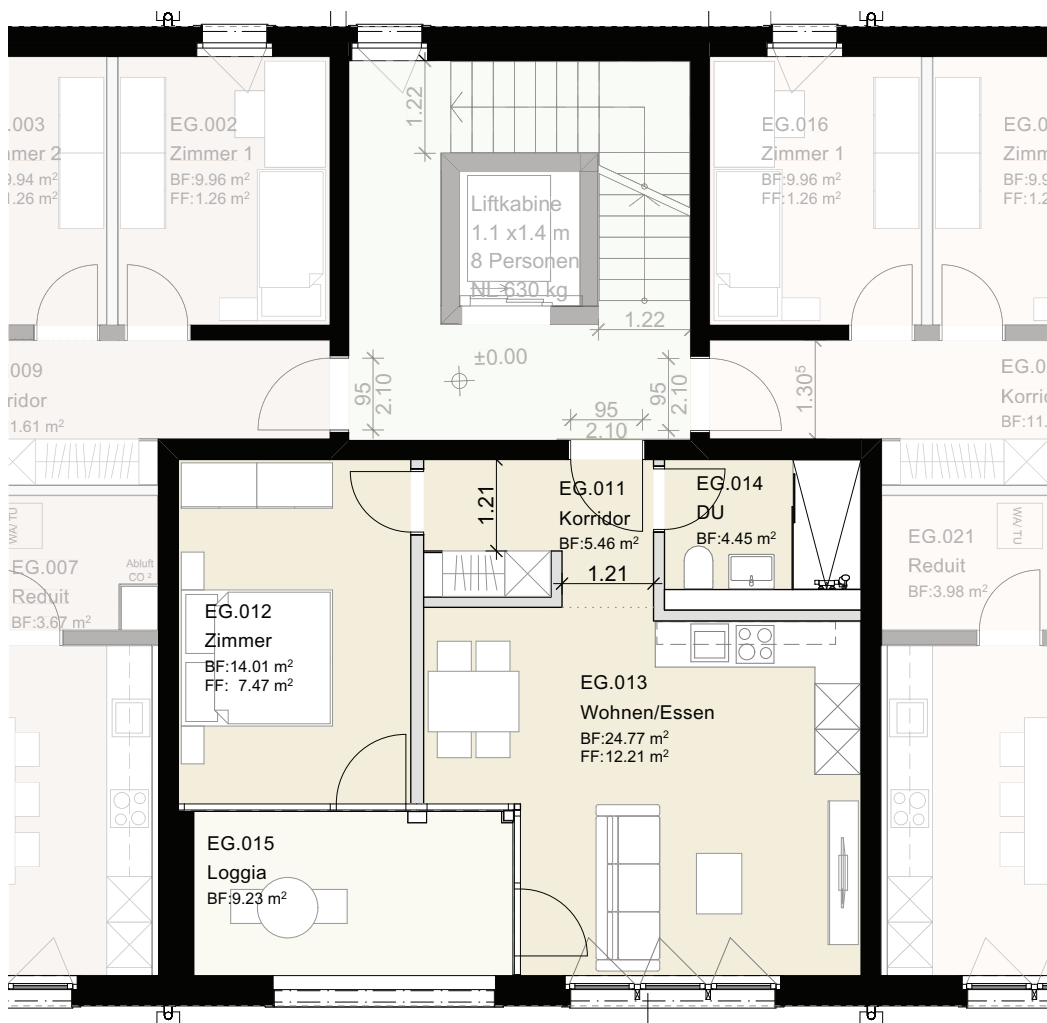 .003
mmer 2
9.94 m²
1.26 m²
EG.002
Zimmer 1
BF:9.96 m²
FF:1.26 m²
1.22
Liftkabine
1.1 x1.4 m
8 Personen
NL 630 kg
1.22
EG.016
Zimmer 1
BF:9.96 m²
FF:1.26 m²
EG.0
Zimm
BF:9.9
FF:1.2
009
ridor
1.61 m²
95
2.10
±0.00
95
2.10
95
2.10
1.30⁵
EG.0
Korrid
BF:11.
WA/TU
EG.007
Reduit
BF:3.67 m²
Abluft
CO ²
1.21
EG.011
Korridor
BF:5.46 m²
1.21
EG.014
DU
BF:4.45 m²
EG.021
Reduit
BF:3.98 m²
WA/TU
EG.012
Zimmer
BF:14.01 m²
FF: 7.47 m²
EG.013
Wohnen/Essen
BF:24.77 m²
FF:12.21 m²
EG.015
Loggia
BF:9.23 m²